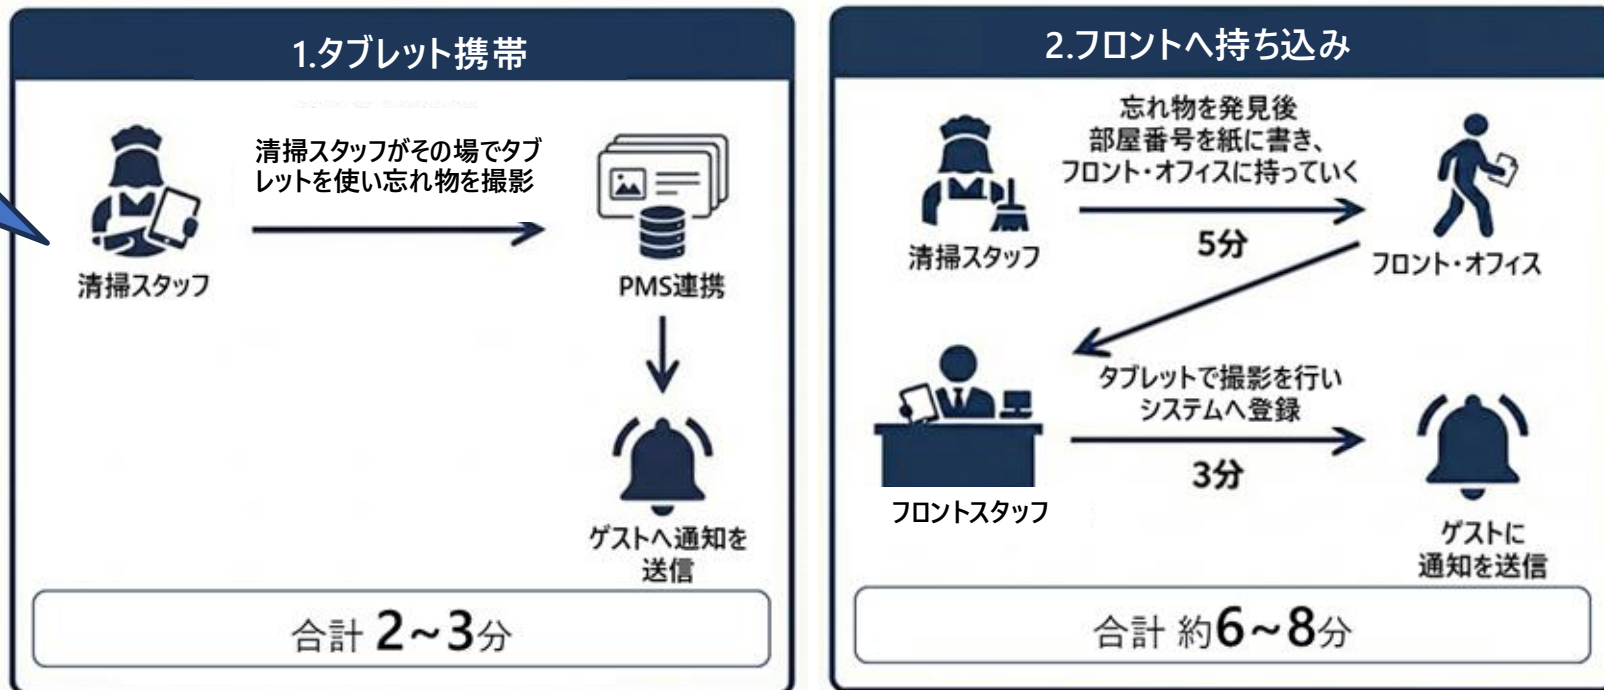 1.タブレット携帯
清掃スタッフがその場でタブ
レットを使い忘れ物を撮影
清掃スタッフ
PMS連携
ゲストへ通知を
送信
合計 2~3分
2.フロントへ持ち込み
忘れ物を発見後
部屋番号を紙に書き、
フロント・オフィスに持っていく
5分
清掃スタッフ
フロント・オフィス
タブレットで撮影を行い
システムへ登録
3分
フロントスタッフ
ゲストに
通知を送信
合計 約6~8分